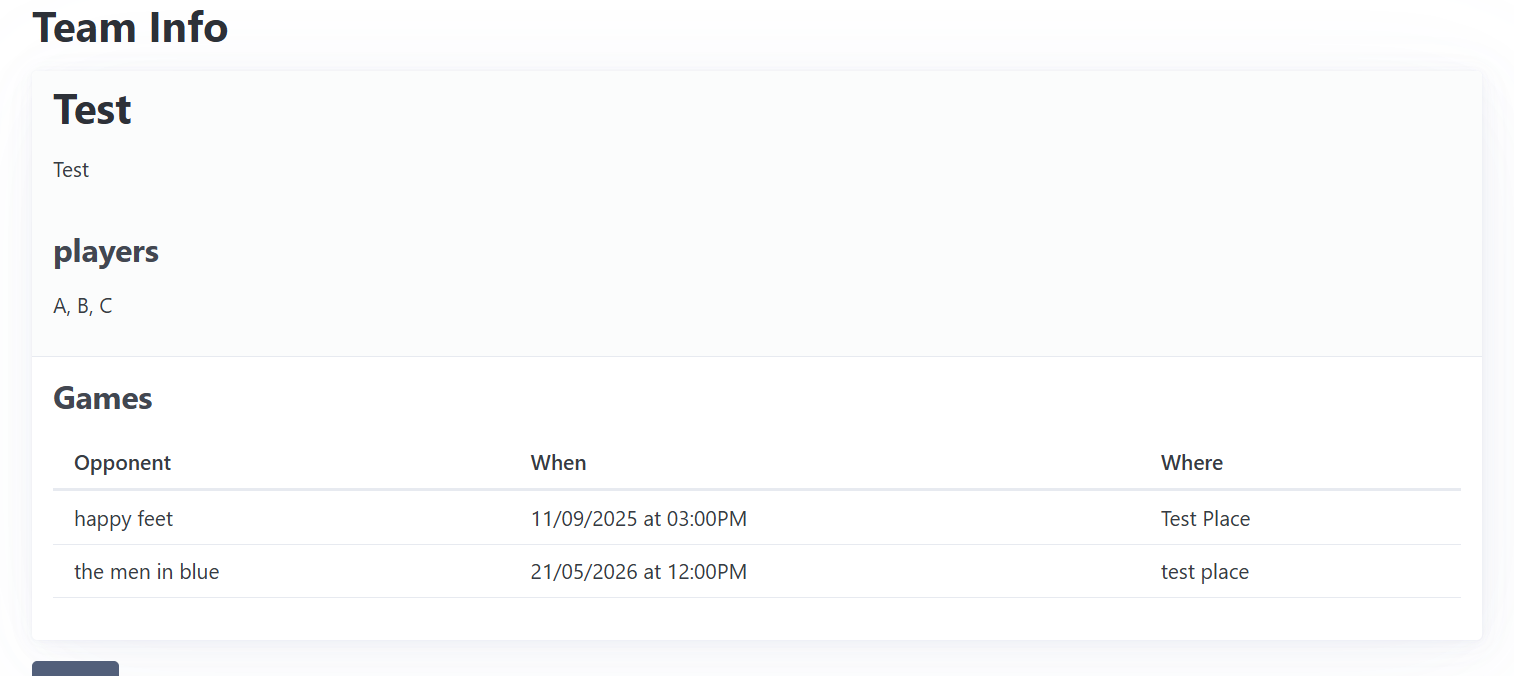 Team Info
Test
Test
players
A, B, C
Games
Opponent When Where
happy feet 11/09/2025 at 03:00PM Test Place
the men in blue 21/05/2026 at 12:00PM test place